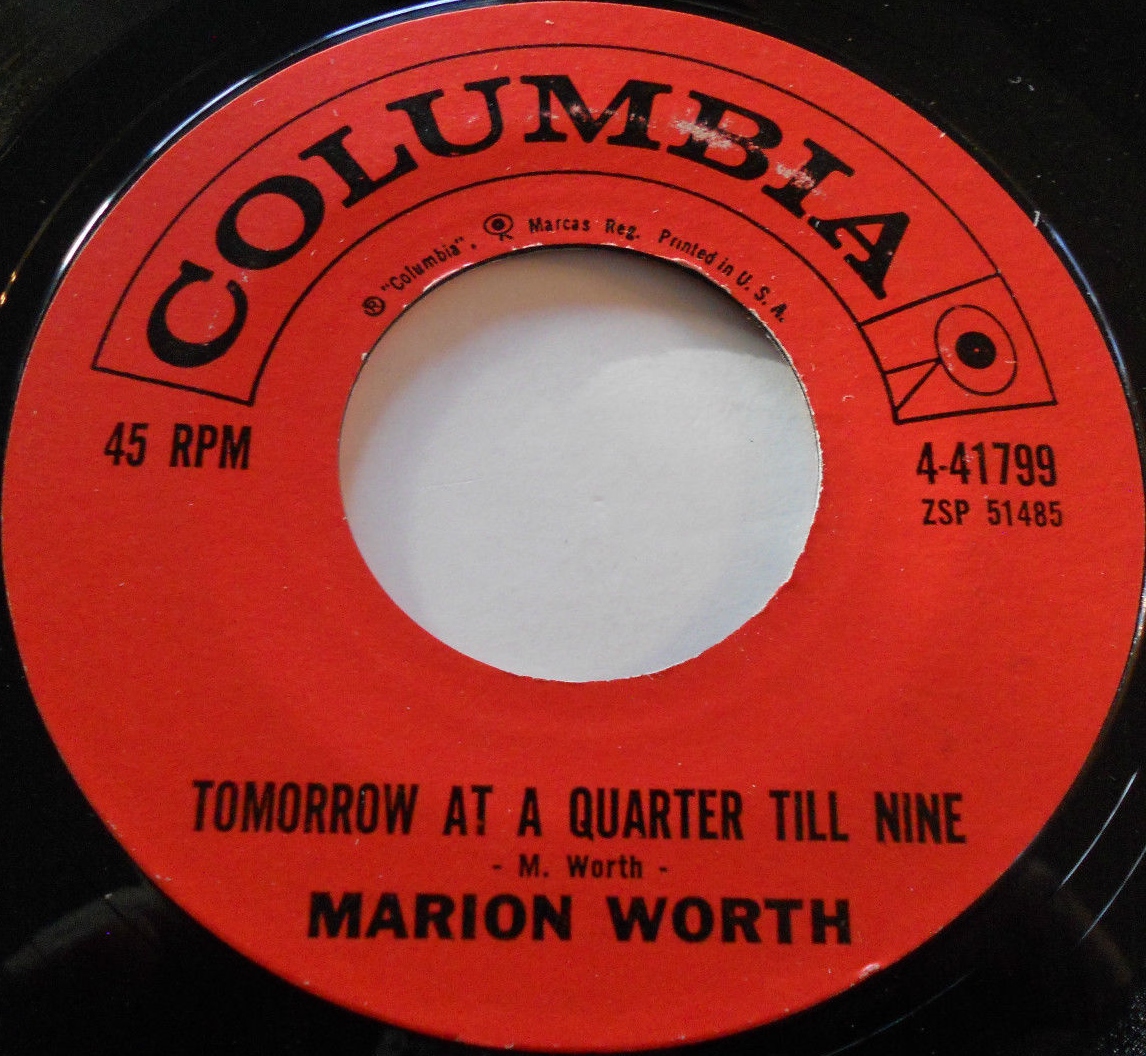 COLUMBIA
® "Columbia", Marcas Reg. Printed in U. S. A.
45 RPM
4-41799
ZSP 51485
TOMORROW AT A QUARTER TILL NINE
- M. Worth -
MARION WORTH